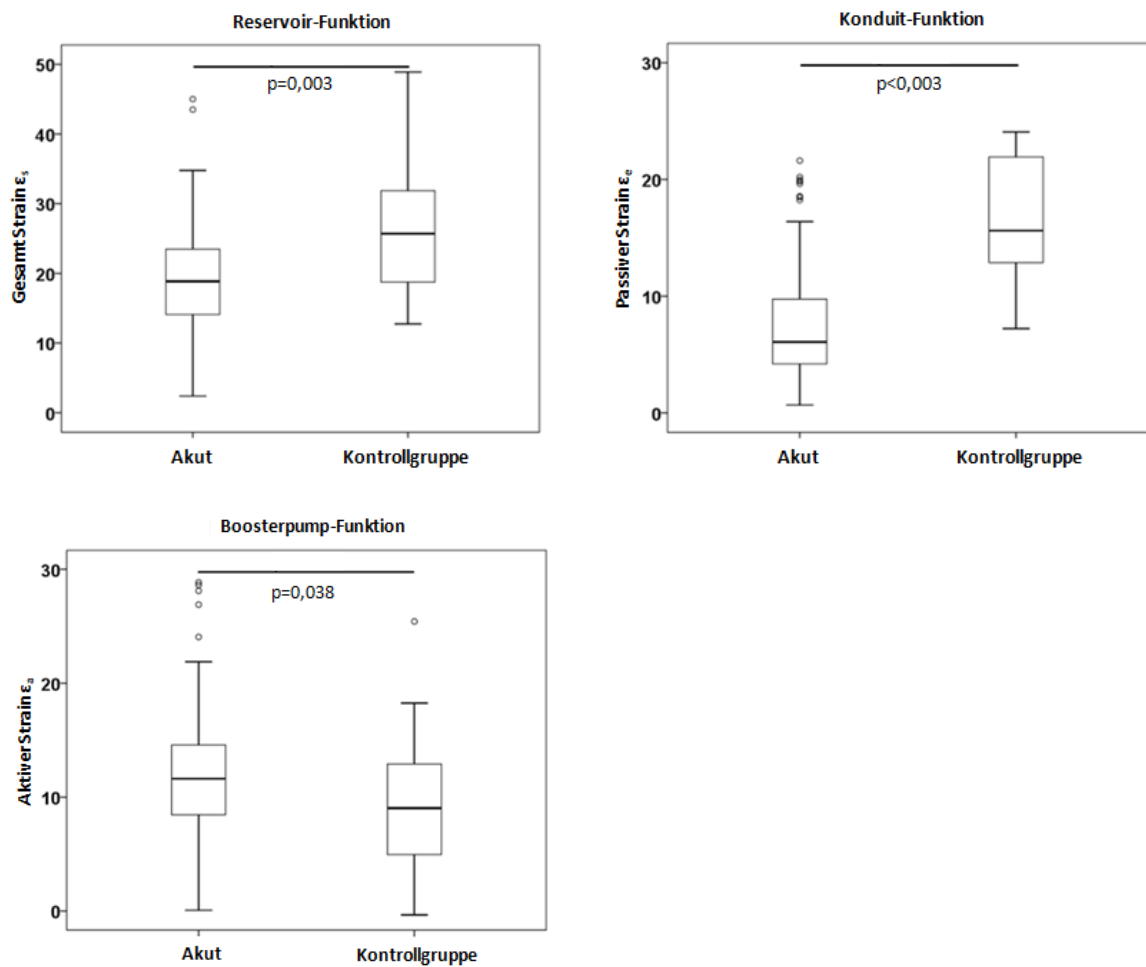 Reservoir-Funktion
50
40
30
20
10
0
Gesamt Strain εs
p=0,003
Akut
Kontrollgruppe
Konduit-Funktion
30
20
10
0
Passiver Strain εe
p<0,003
Akut
Kontrollgruppe
Boosterpump-Funktion
30
20
10
0
Aktiver Strain εa
p=0,038
Akut
Kontrollgruppe